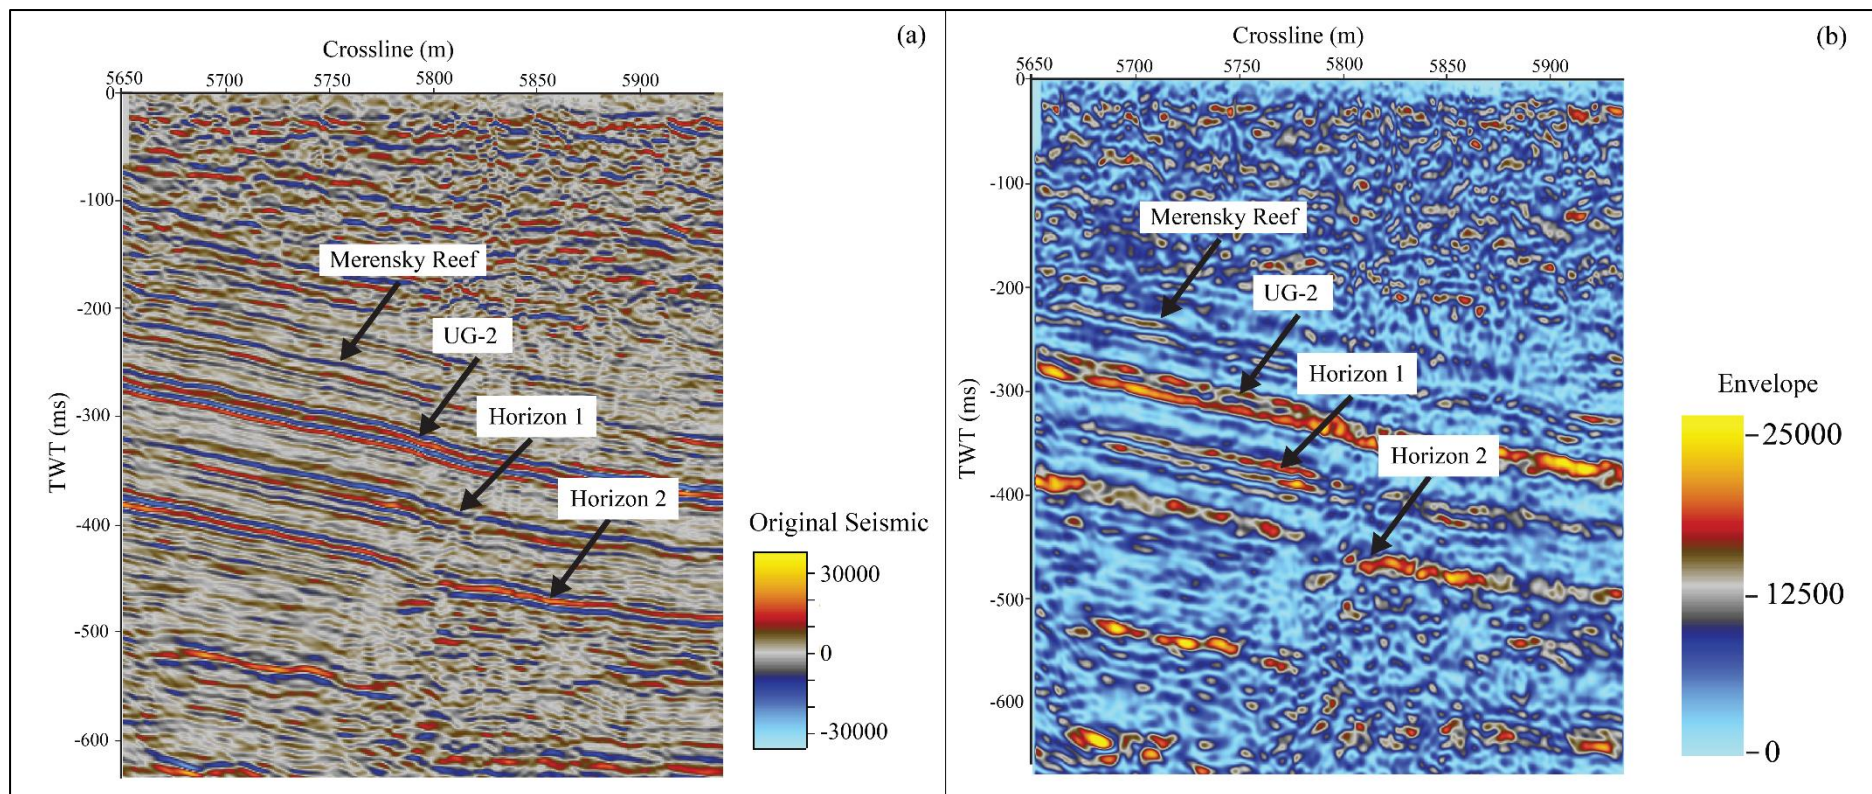 (a)
Crossline (m)
5650 5700 5750 5800 5850 5900
0
-100
-200
-300
-400
-500
-600
TWT (ms)
Merensky Reef
UG-2
Horizon 1
Horizon 2
Original Seismic
30000
0
-30000
(b)
Crossline (m)
5650 5700 5750 5800 5850 5900
0
-100
-200
-300
-400
-500
-600
TWT (ms)
Merensky Reef
UG-2
Horizon 1
Horizon 2
Envelope
25000
12500
0